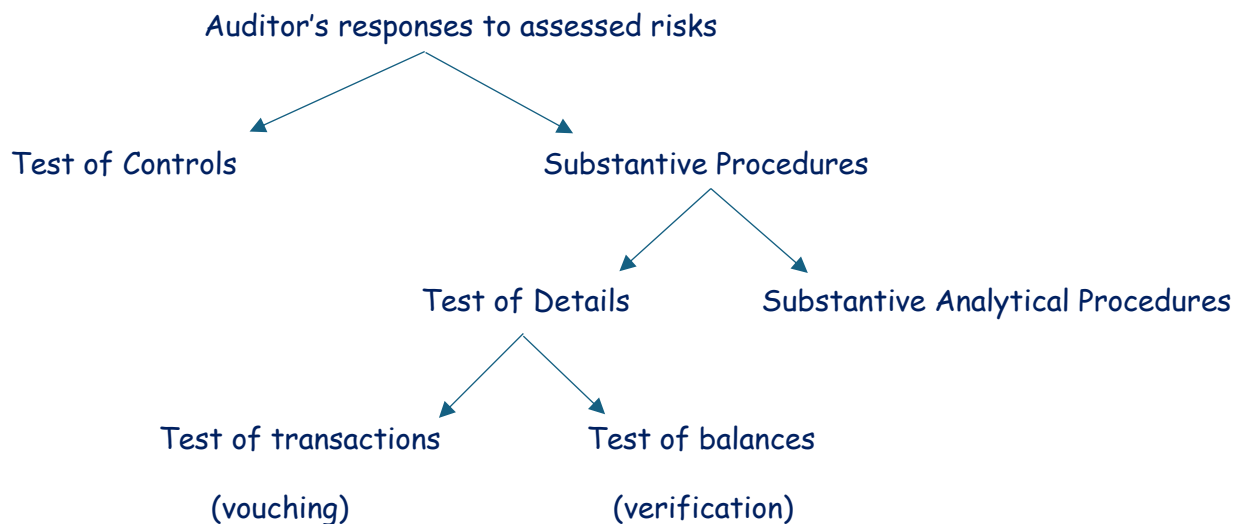 Auditor’s responses to assessed risks
Test of Controls
Substantive Procedures
Test of Details
Substantive Analytical Procedures
Test of transactions
(vouching)
Test of balances
(verification)